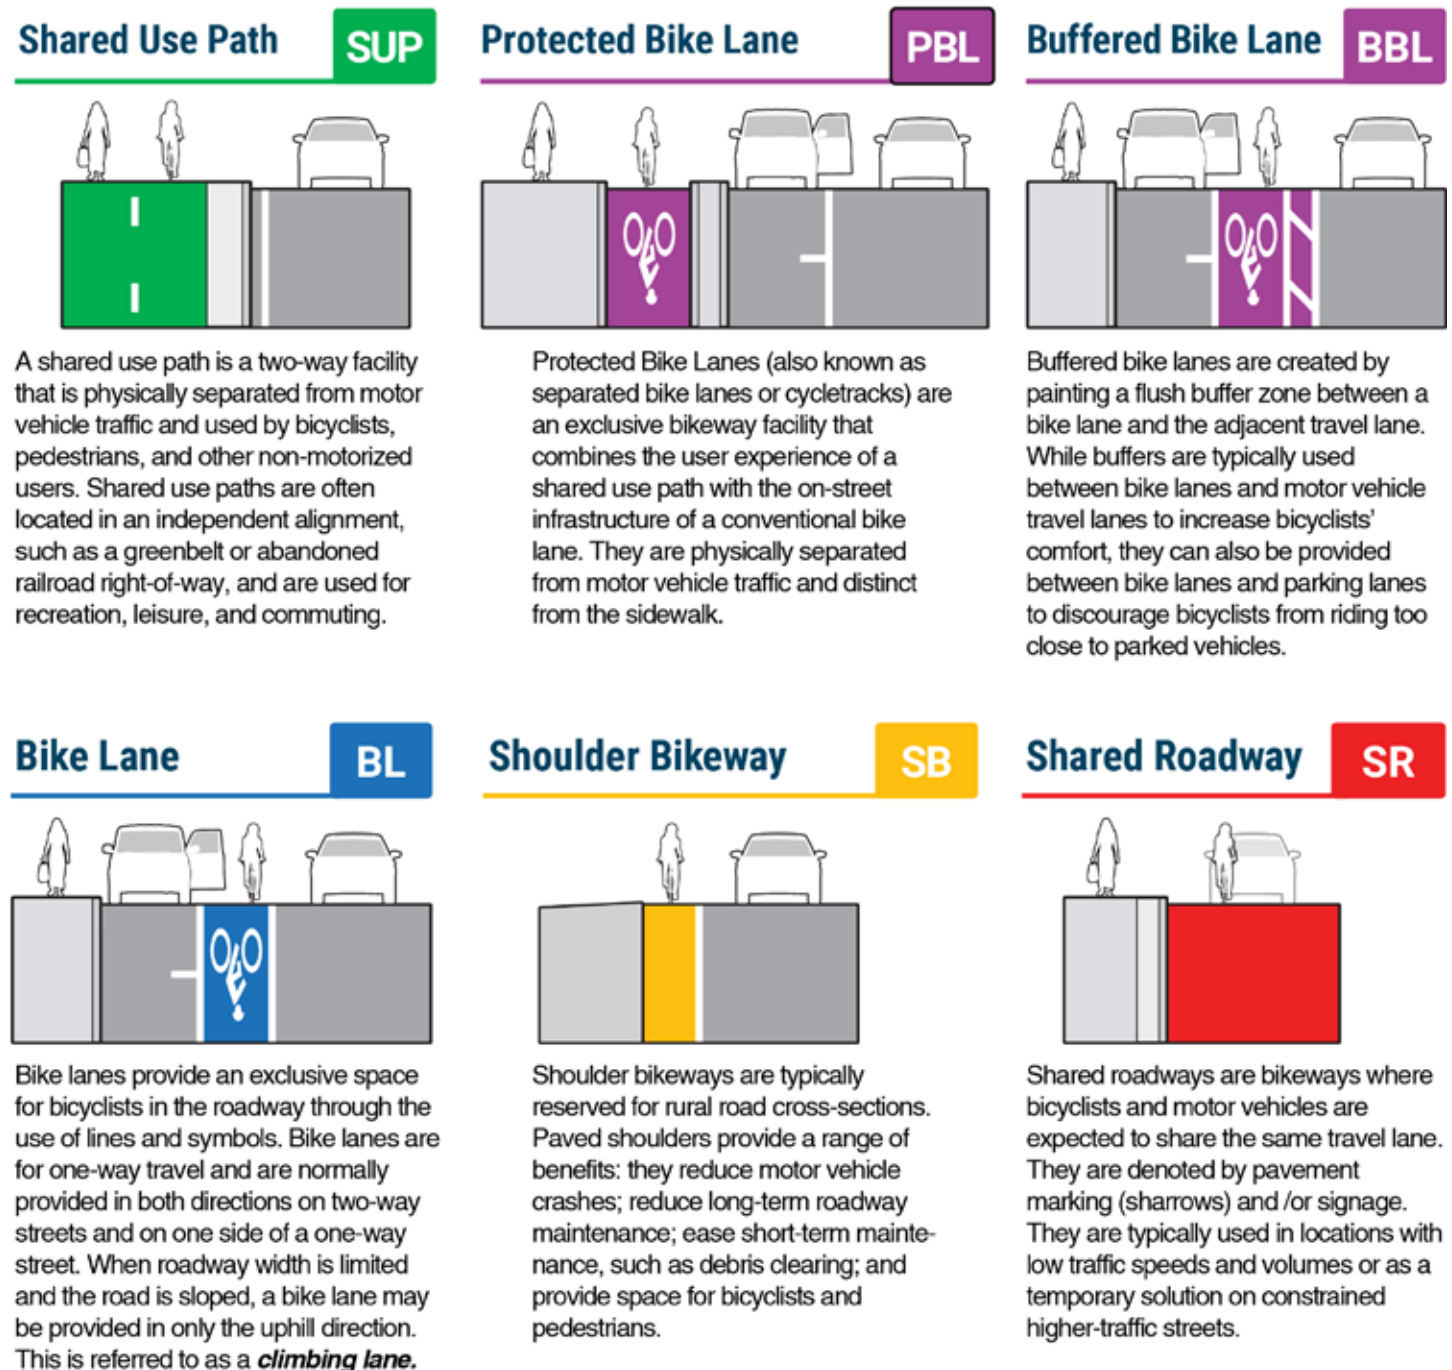 Shared Use Path SUP
A shared use path is a two-way facility
that is physically separated from motor
vehicle traffic and used by bicyclists,
pedestrians, and other non-motorized
users. Shared use paths are often
located in an independent alignment,
such as a greenbelt or abandoned
railroad right-of-way, and are used for
recreation, leisure, and commuting.
Protected Bike Lane PBL
Protected Bike Lanes (also known as
separated bike lanes or cycletracks) are
an exclusive bikeway facility that
combines the user experience of a
shared use path with the on-street
infrastructure of a conventional bike
lane. They are physically separated
from motor vehicle traffic and distinct
from the sidewalk.
Buffered Bike Lane BBL
Buffered bike lanes are created by
painting a flush buffer zone between a
bike lane and the adjacent travel lane.
While buffers are typically used
between bike lanes and motor vehicle
travel lanes to increase bicyclists’
comfort, they can also be provided
between bike lanes and parking lanes
to discourage bicyclists from riding too
close to parked vehicles.
Bike Lane BL
Bike lanes provide an exclusive space
for bicyclists in the roadway through the
use of lines and symbols. Bike lanes are
for one-way travel and are normally
provided in both directions on two-way
streets and on one side of a one-way
street. When roadway width is limited
and the road is sloped, a bike lane may
be provided in only the uphill direction.
This is referred to as a climbing lane.
Shoulder Bikeway SB
Shoulder bikeways are typically
reserved for rural road cross-sections.
Paved shoulders provide a range of
benefits: they reduce motor vehicle
crashes; reduce long-term roadway
maintenance; ease short-term mainte-
nance, such as debris clearing; and
provide space for bicyclists and
pedestrians.
Shared Roadway SR
Shared roadways are bikeways where
bicyclists and motor vehicles are
expected to share the same travel lane.
They are denoted by pavement
marking (sharrows) and /or signage.
They are typically used in locations with
low traffic speeds and volumes or as a
temporary solution on constrained
higher-traffic streets.